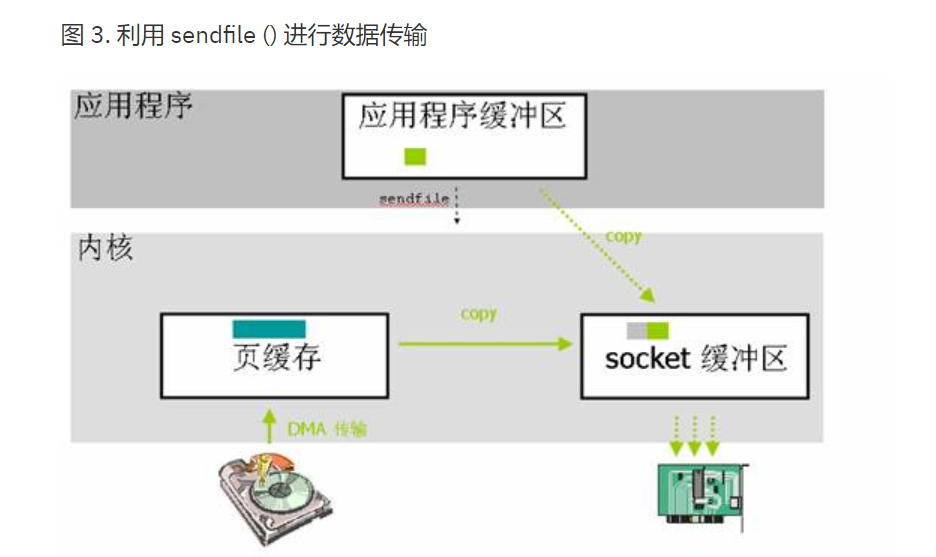 图 3. 利用 sendfile () 进行数据传输
应用程序
应用程序缓冲区
sendfile
copy
内核
copy
页缓存
socket 缓冲区
DMA 传输